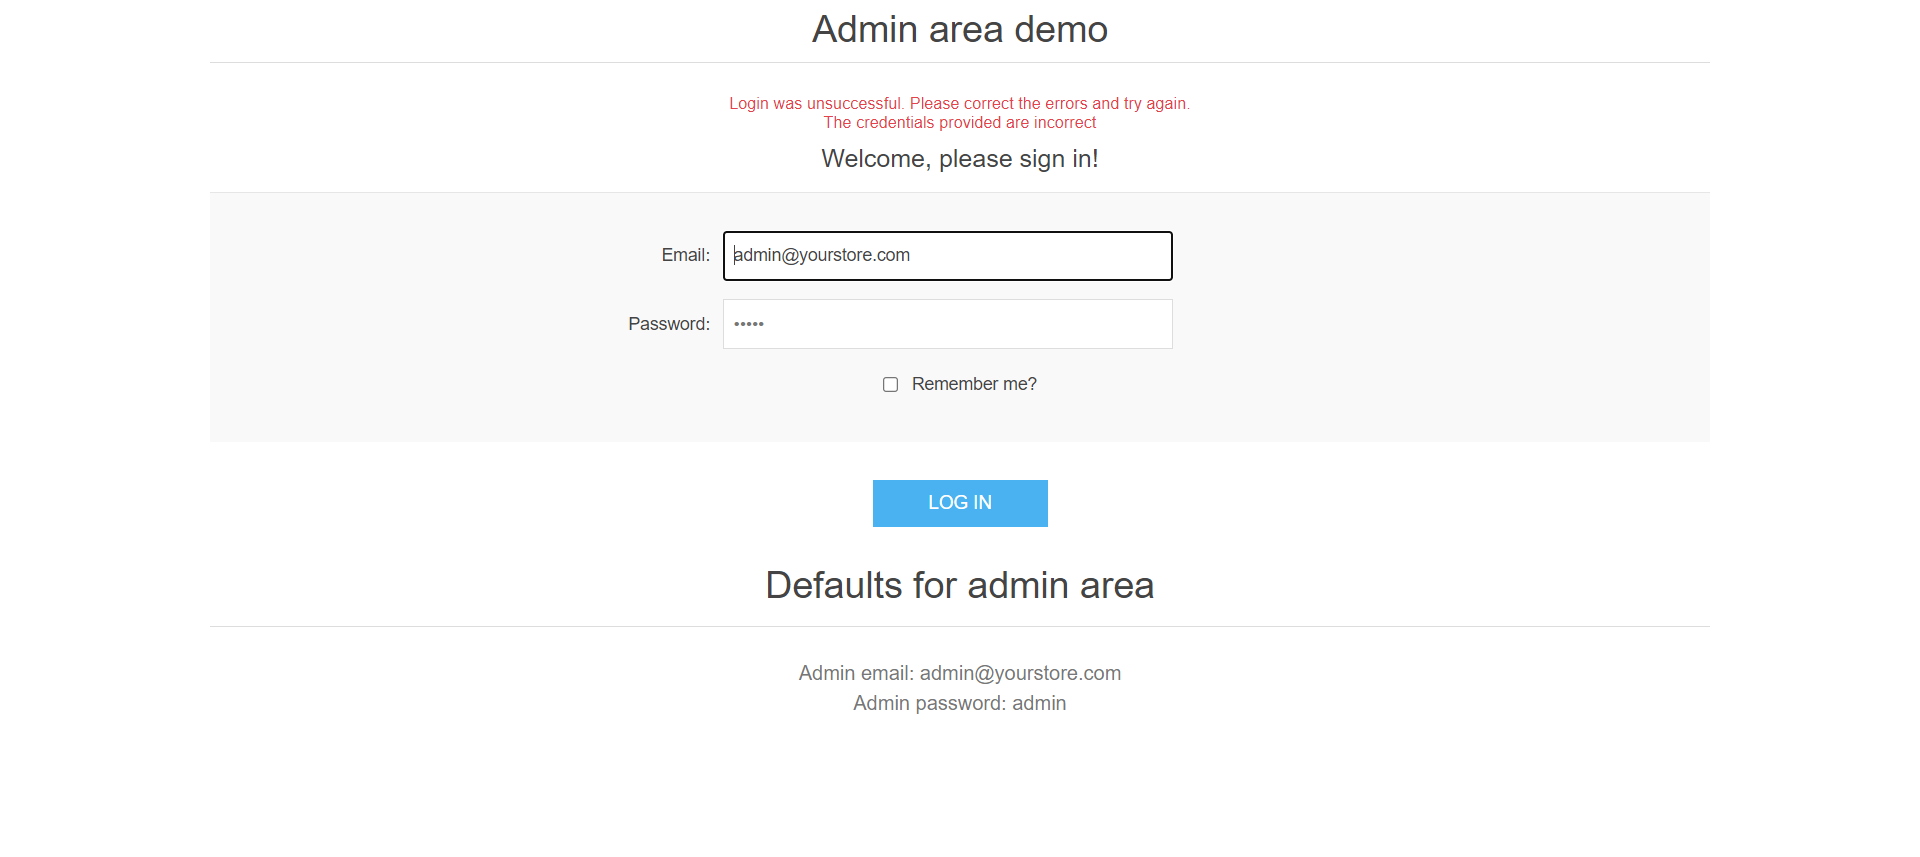 Admin area demo
Login was unsuccessful. Please correct the errors and try again.
The credentials provided are incorrect
Welcome, please sign in!
Email: admin@yourstore.com
Password: •••••
Remember me?
LOG IN
Defaults for admin area
Admin email: admin@yourstore.com
Admin password: admin